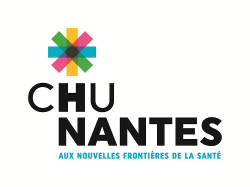 CHU
NANTES
AUX NOUVELLES FRONTIÈRES DE LA SANTÉ